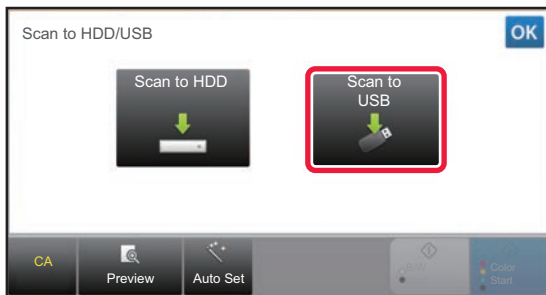 Scan to HDD/USB
OK
Scan to HDD
Scan to
USB
CA
Preview
Auto Set
B/W
Color
Start